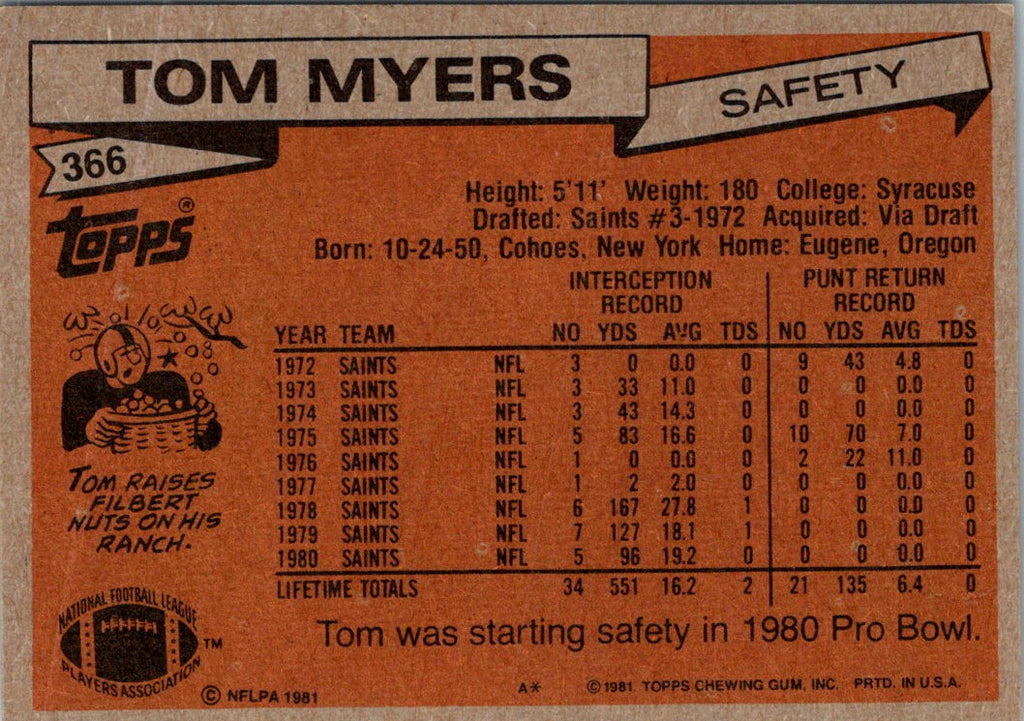 TOM MYERS
SAFETY
366
TOPPS®
Height: 5'11' Weight: 180 College: Syracuse
Drafted: Saints #3-1972 Acquired: Via Draft
Born: 10-24-50, Cohoes, New York Home: Eugene, Oregon
INTERCEPTION RECORD PUNT RETURN RECORD
YEAR TEAM NO YDS AVG TDS NO YDS AVG TDS
1972 SAINTS NFL 3 0 0.0 0 9 43 4.8 0
1973 SAINTS NFL 3 33 11.0 0 0 0 0.0 0
1974 SAINTS NFL 3 43 14.3 0 0 0 0.0 0
1975 SAINTS NFL 5 83 16.6 0 10 70 7.0 0
1976 SAINTS NFL 1 0 0.0 0 2 22 11.0 0
1977 SAINTS NFL 1 2 2.0 0 0 0 0.0 0
1978 SAINTS NFL 6 167 27.8 1 0 0 0.0 0
1979 SAINTS NFL 7 127 18.1 1 0 0 0.0 0
1980 SAINTS NFL 5 96 19.2 0 0 0 0.0 0
LIFETIME TOTALS 34 551 16.2 2 21 135 6.4 0
TOM RAISES
FILBERT
NUTS ON HIS
RANCH.
Tom was starting safety in 1980 Pro Bowl.
NATIONAL FOOTBALL LEAGUE
PLAYERS ASSOCIATION
TM
© NFLPA 1981
A* © 1981 TOPPS CHEWING GUM, INC. PRTD. IN U.S.A.